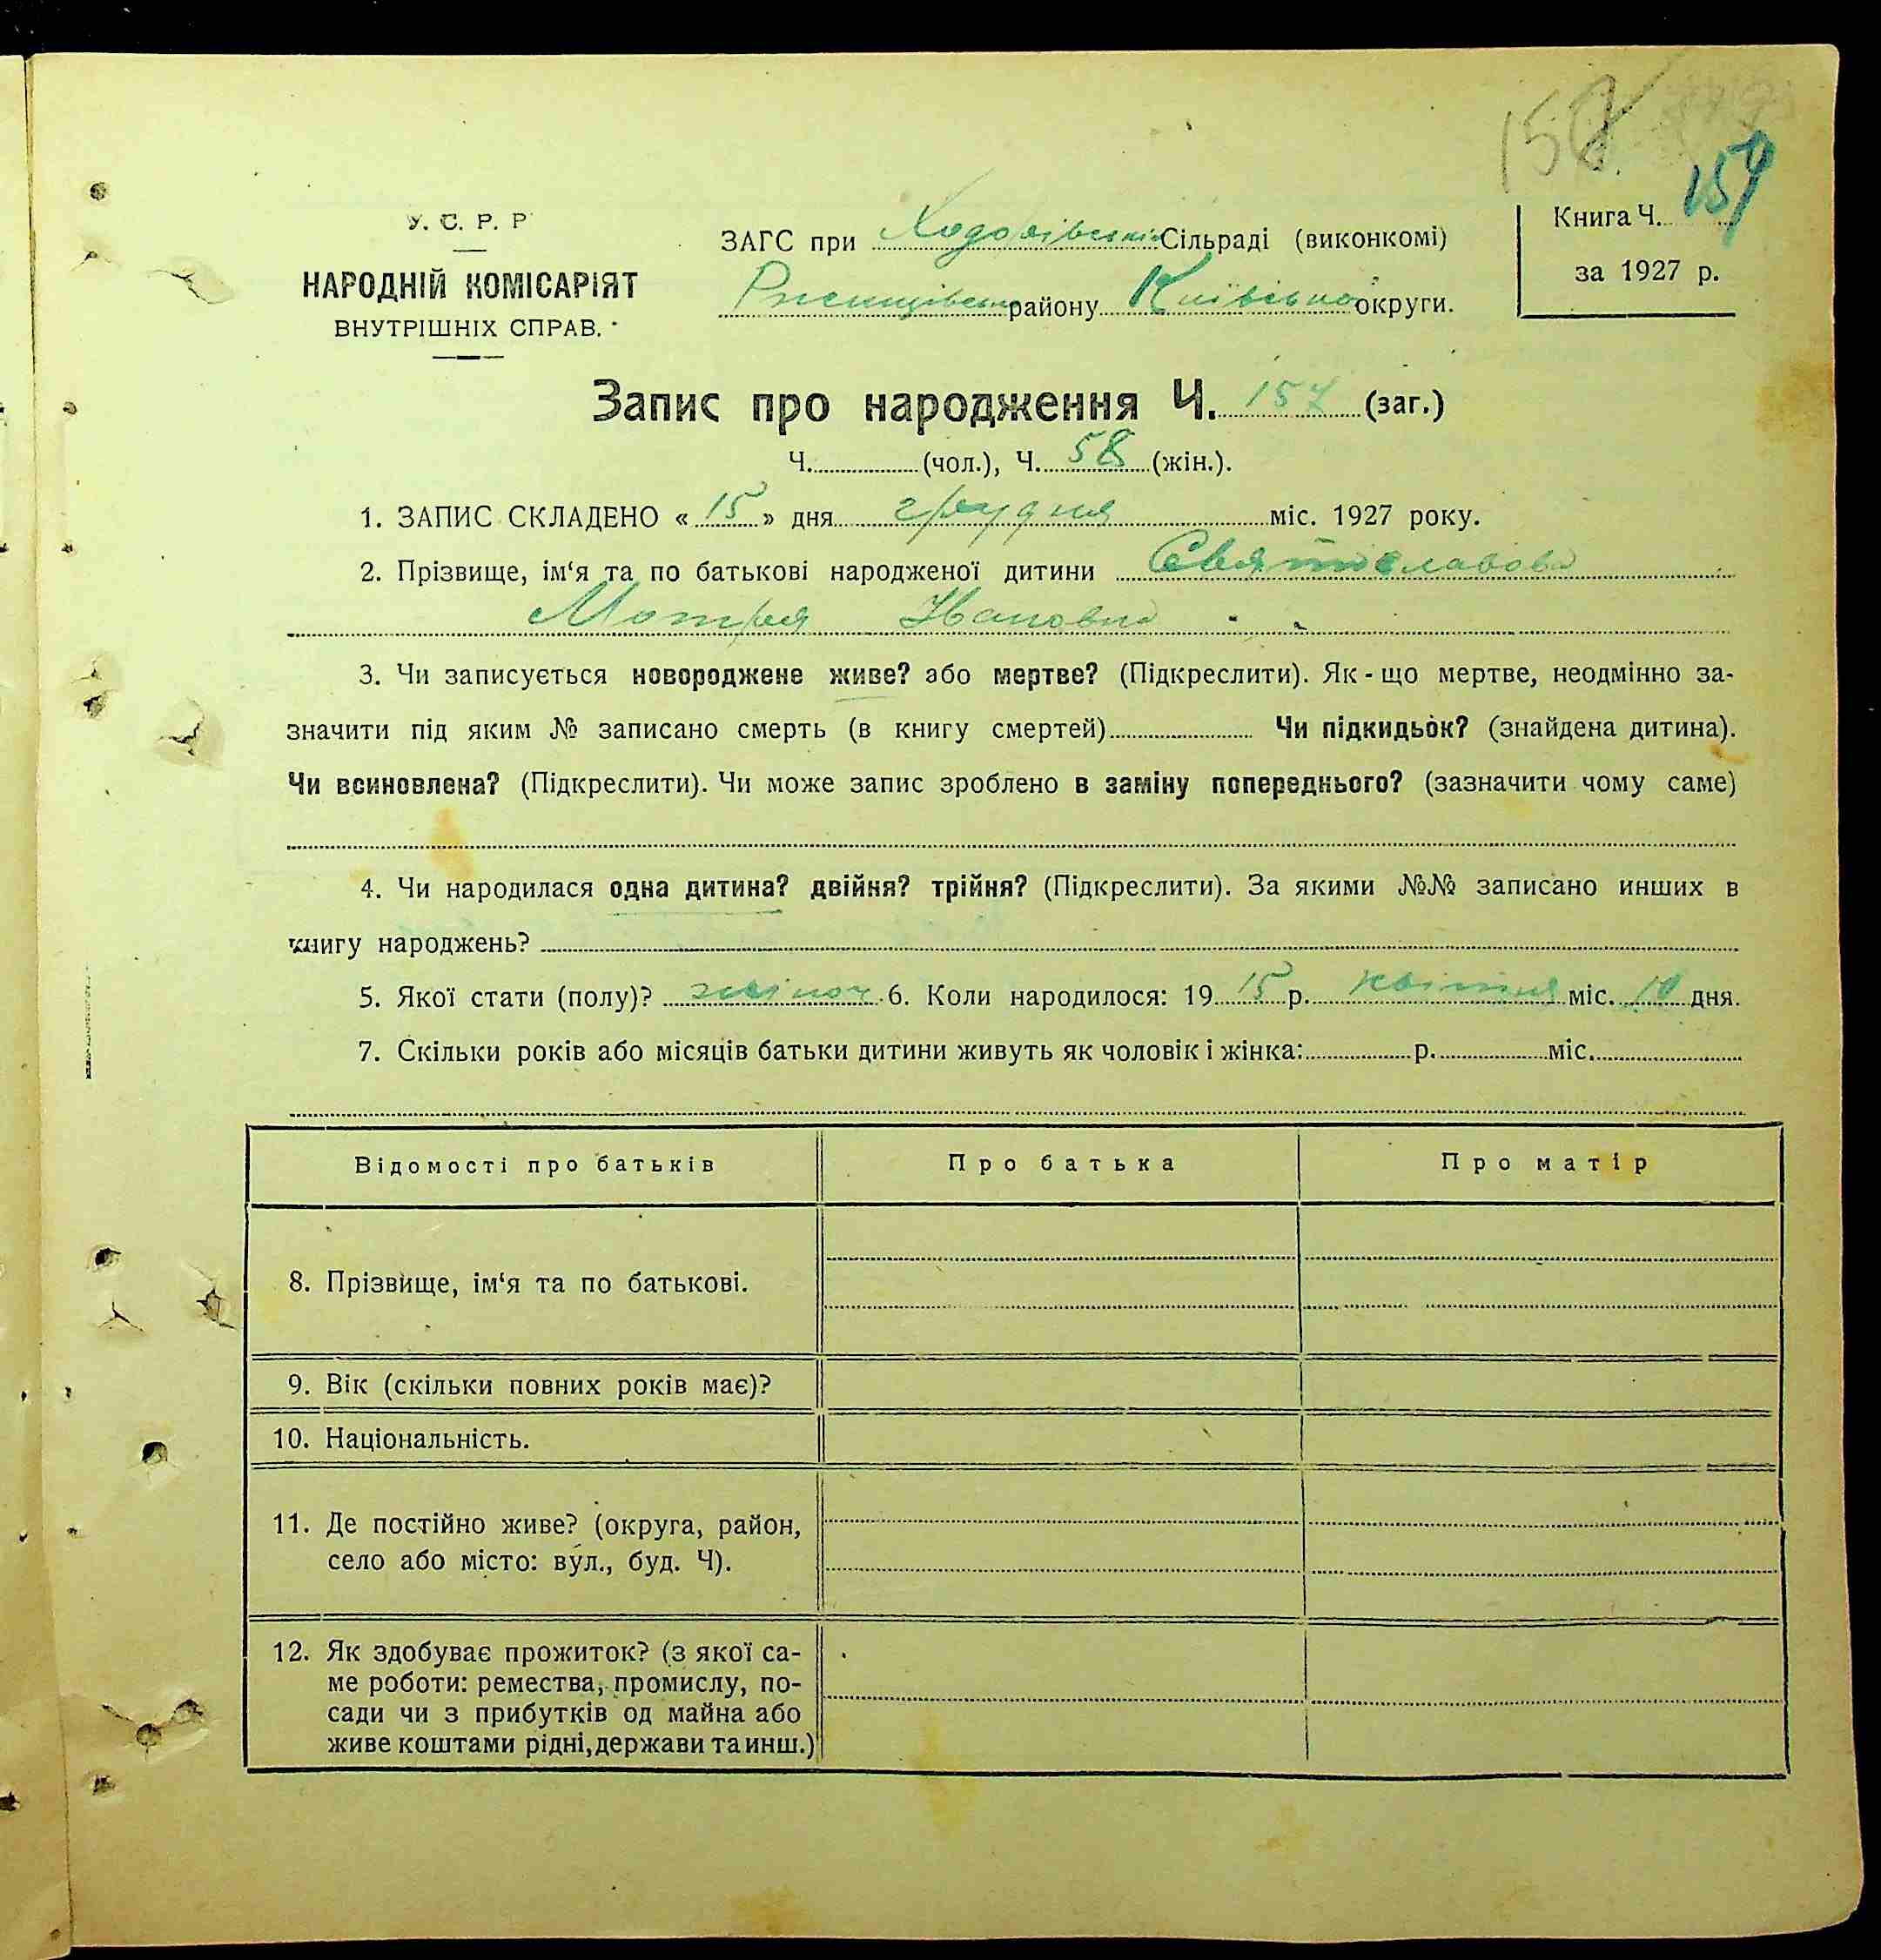 158
159
У. С. Р. Р
НАРОДНІЙ КОМІСАРІЯТ
ВНУТРІШНІХ СПРАВ.
ЗАГС при Ходорівській Сільраді (виконкомі)
Ржищівськ району Київсько округи.
Книга Ч.
за 1927 р.
Запис про народження Ч. 157 (заг.)
Ч. (чол.), Ч. 58 (жін.).
1. ЗАПИС СКЛАДЕНО « 15 » дня грудня міс. 1927 року.
2. Прізвище, ім‘я та по батькові народженої дитини Святославова
Мотря Івановна
3. Чи записується новороджене живе? або мертве? (Підкреслити). Як-що мертве, неодмінно за-
значити під яким № записано смерть (в книгу смертей) Чи підкидьок? (знайдена дитина).
Чи всиновлена? (Підкреслити). Чи може запис зроблено в заміну попереднього? (зазначити чому саме)
4. Чи народилася одна дитина? двійня? трійня? (Підкреслити). За якими №№ записано инших в
книгу народжень?
5. Якої стати (полу)? жіноч 6. Коли народилося: 19 15 р. квітня міс. 10 дня.
7. Скільки років або місяців батьки дитини живуть як чоловік і жінка: р. міс.
Відомості про батьків Про батька Про матір
8. Прізвище, ім‘я та по батькові.
9. Вік (скільки повних років має)?
10. Національність.
11. Де постійно живе? (округа, район,
село або місто: вул., буд. Ч).
12. Як здобуває прожиток? (з якої са-
ме роботи: ремества, промислу, по-
сади чи з прибутків од майна або
живе коштами рідні, держави та инш.)